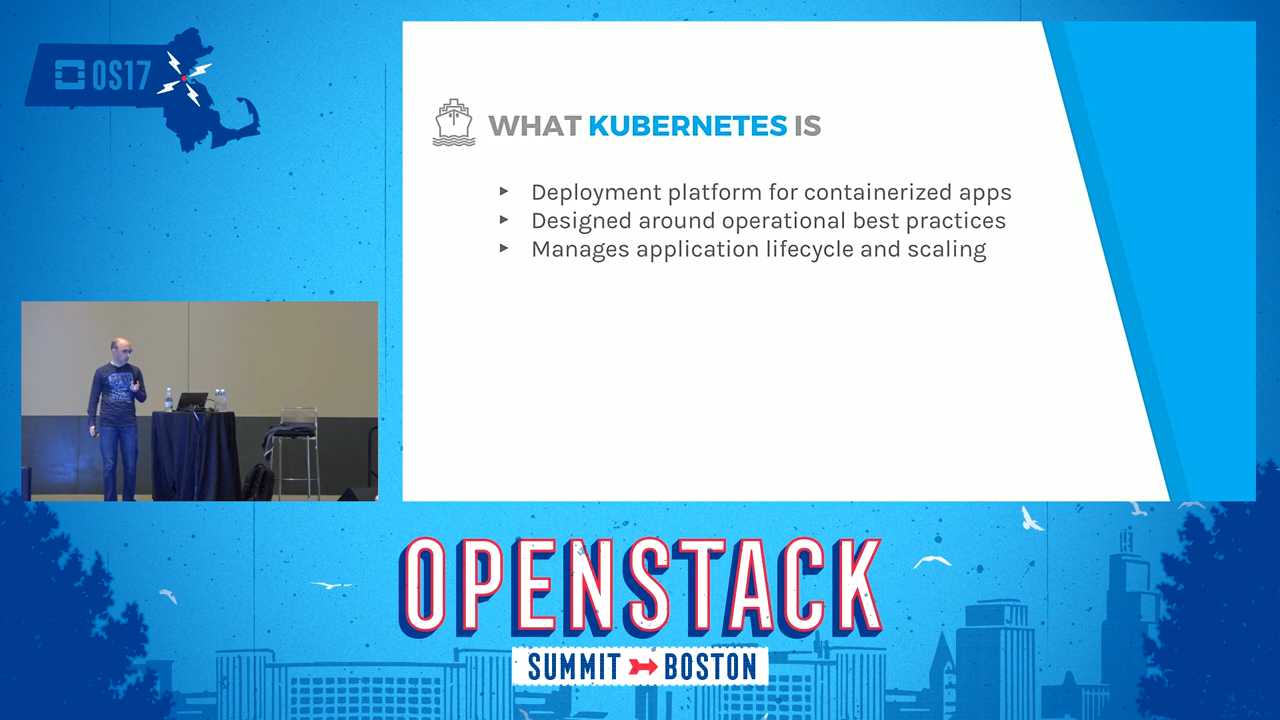 OS17
WHAT KUBERNETES IS
▸ Deployment platform for containerized apps
▸ Designed around operational best practices
▸ Manages application lifecycle and scaling
OPENSTACK
SUMMIT BOSTON